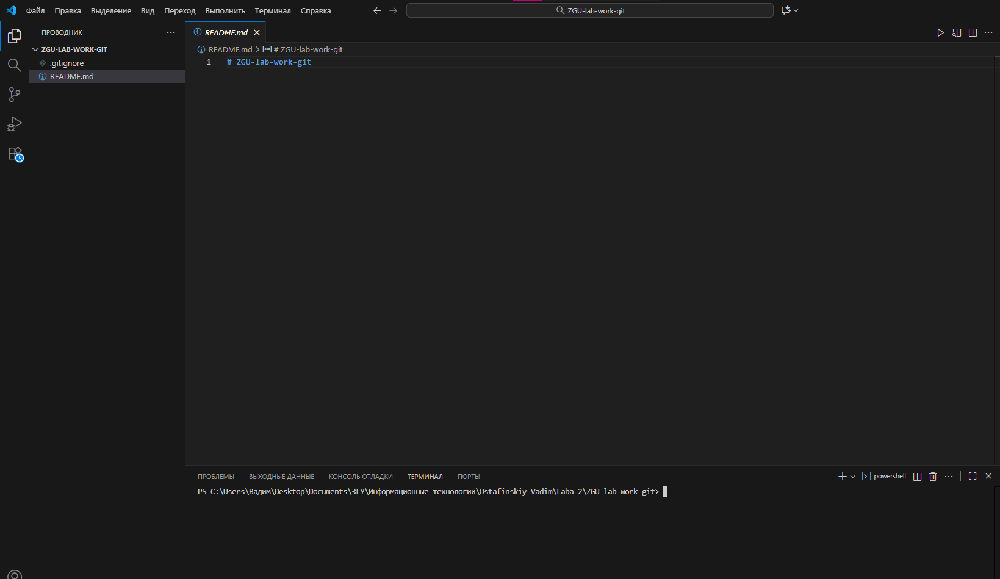 Файл Правка Выделение Вид Переход Выполнить Терминал Справка
ZGU-lab-work-git
ПРОВОДНИК
ZGU-LAB-WORK-GIT
.gitignore
README.md
README.md
README.md > # ZGU-lab-work-git
1 # ZGU-lab-work-git
ПРОБЛЕМЫ ВЫХОДНЫЕ ДАННЫЕ КОНСОЛЬ ОТЛАДКИ ТЕРМИНАЛ ПОРТЫ
powershell
PS C:\Users\Вадим\Desktop\Documents\ЗГУ\Информационные технологии\Ostafinskiy Vadim\Laba 2\ZGU-lab-work-git>